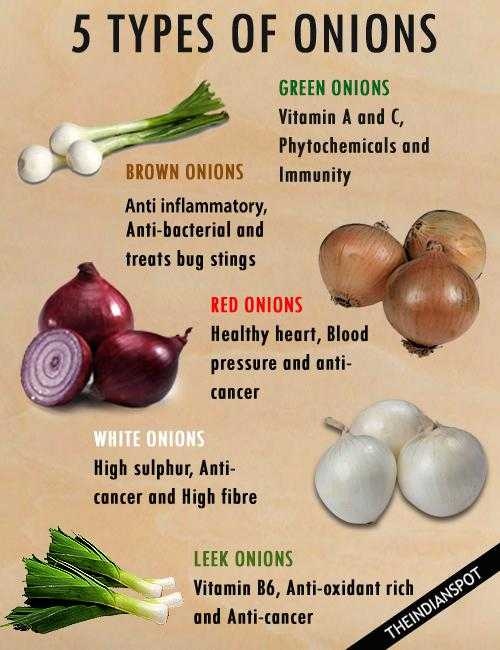 5 TYPES OF ONIONS
GREEN ONIONS
Vitamin A and C,
Phytochemicals and
Immunity
BROWN ONIONS
Anti inflammatory,
Anti-bacterial and
treats bug stings
RED ONIONS
Healthy heart, Blood
pressure and anti-
cancer
WHITE ONIONS
High sulphur, Anti-
cancer and High fibre
LEEK ONIONS
Vitamin B6, Anti-oxidant rich
and Anti-cancer
THEINDIANSPOT